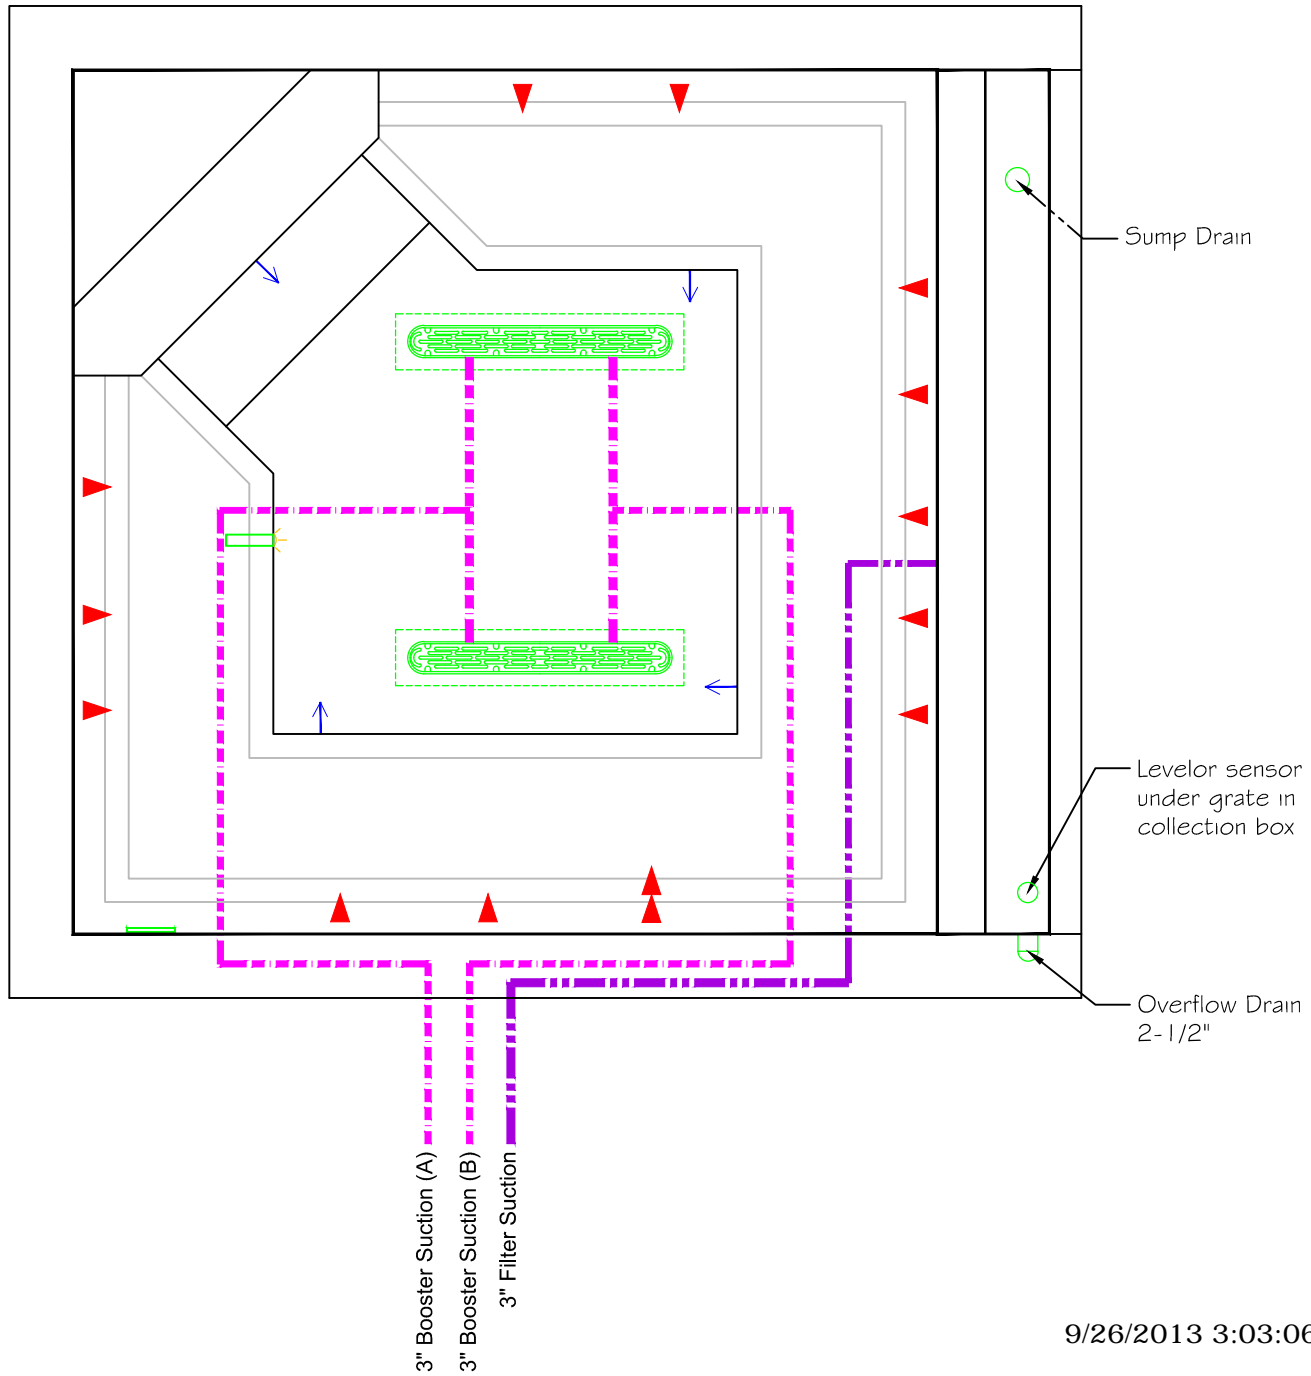 Sump Drain
Levelor sensor
under grate in
collection box
Overflow Drain
2-1/2"
3" Booster Suction (A)
3" Booster Suction (B)
3" Filter Suction
9/26/2013 3:03:06